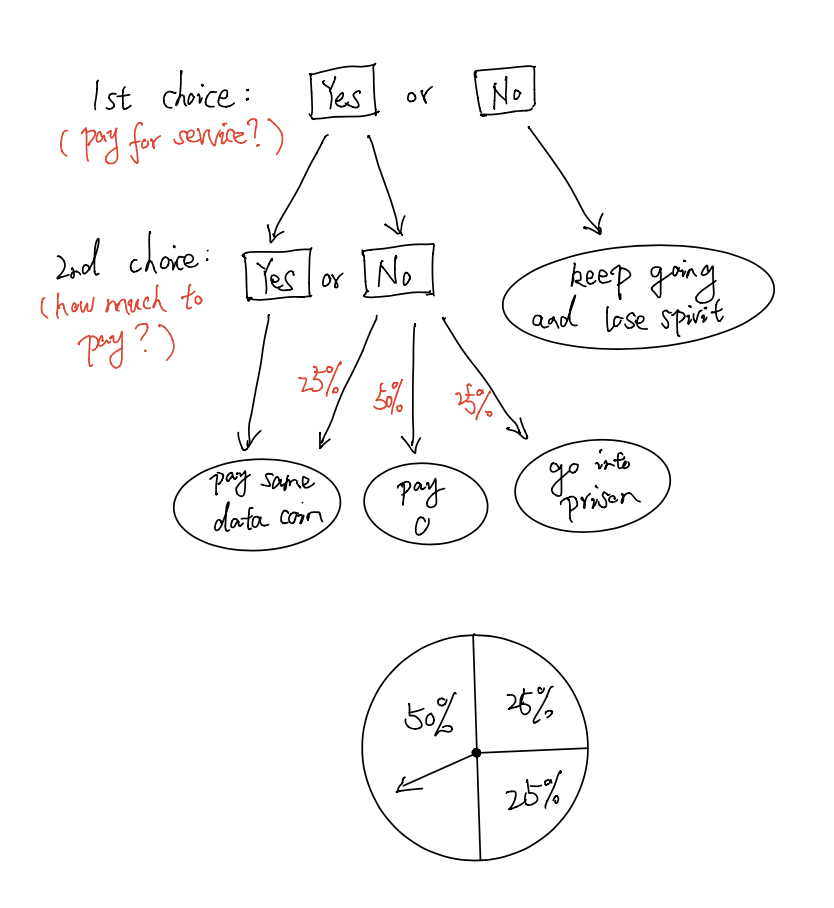 1st choice: Yes or No
(pay for service?)
2nd choice: Yes or No
(how much to
pay?)
keep going
and lose spirit
25% 50% 25%
pay same
data coin
pay
0
go into
prison
50% 25%
25%